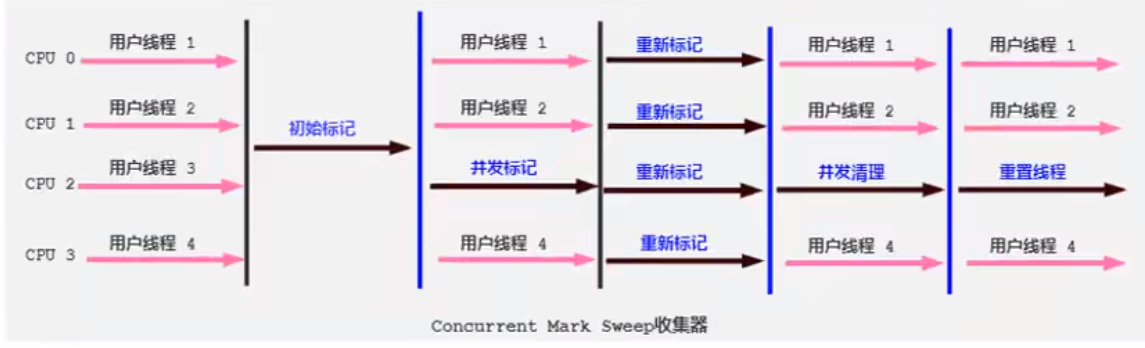 用户线程 1 用户线程 1 重新标记 用户线程 1 用户线程 1
CPU 0
用户线程 2 用户线程 2 重新标记 用户线程 2 用户线程 2
CPU 1
初始标记
用户线程 3 并发标记 重新标记 并发清理 重置线程
CPU 2
用户线程 4 用户线程 4 重新标记 用户线程 4 用户线程 4
CPU 3
Concurrent Mark Sweep收集器